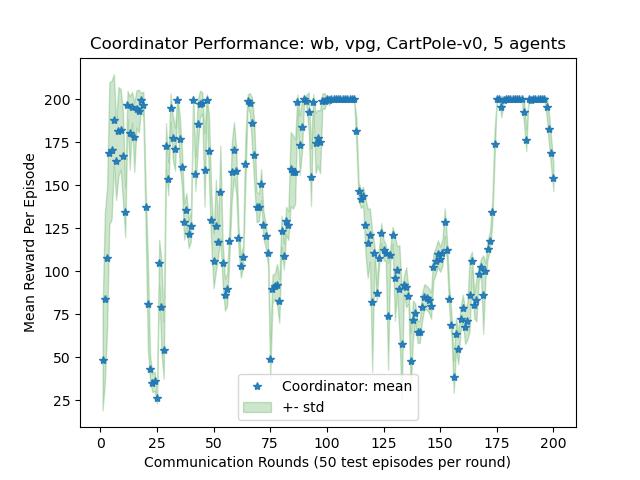 Coordinator Performance: wb, vpg, CartPole-v0, 5 agents
200
175
150
125
100
75
50
25
Mean Reward Per Episode
Coordinator: mean
+- std
0 25 50 75 100 125 150 175 200
Communication Rounds (50 test episodes per round)